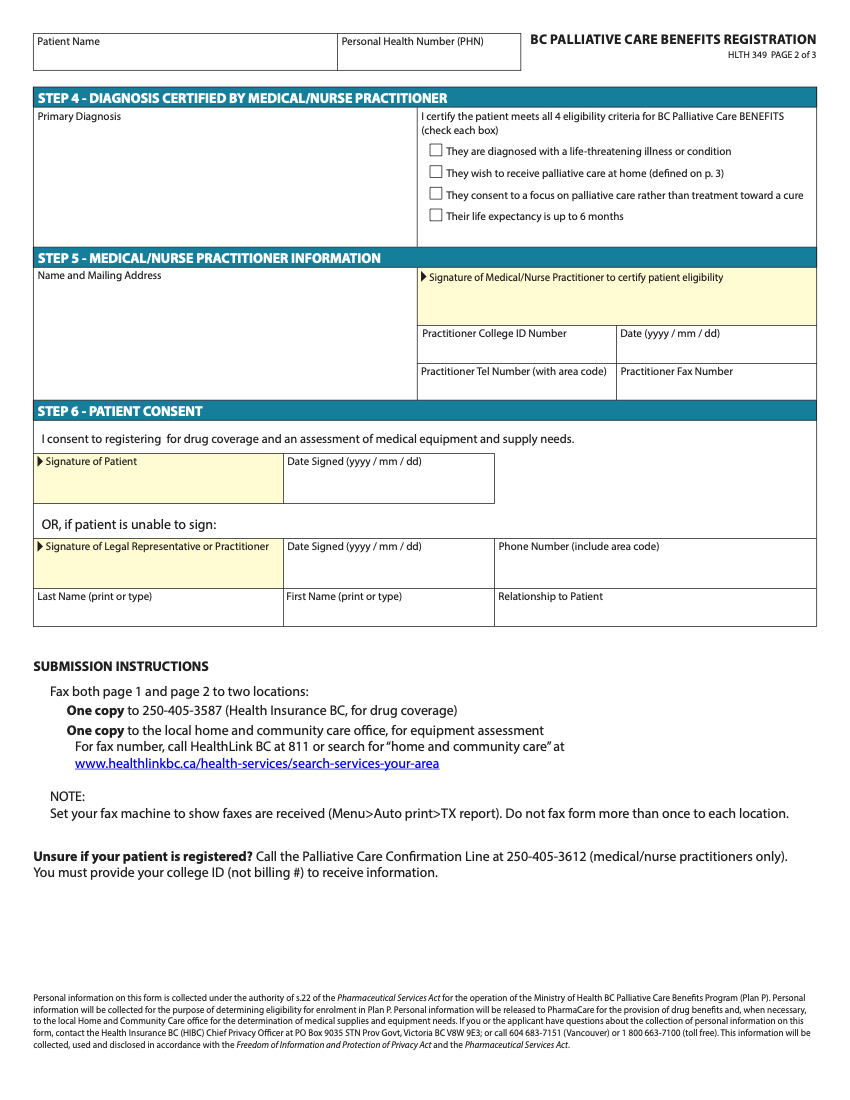 Patient Name
Personal Health Number (PHN)
BC PALLIATIVE CARE BENEFITS REGISTRATION
HLTH 349 PAGE 2 of 3
STEP 4 - DIAGNOSIS CERTIFIED BY MEDICAL/NURSE PRACTITIONER
Primary Diagnosis
I certify the patient meets all 4 eligibility criteria for BC Palliative Care BENEFITS
(check each box)
They are diagnosed with a life-threatening illness or condition
They wish to receive palliative care at home (defined on p. 3)
They consent to a focus on palliative care rather than treatment toward a cure
Their life expectancy is up to 6 months
STEP 5 - MEDICAL/NURSE PRACTITIONER INFORMATION
Name and Mailing Address
Signature of Medical/Nurse Practitioner to certify patient eligibility
Practitioner College ID Number
Date (yyyy / mm / dd)
Practitioner Tel Number (with area code)
Practitioner Fax Number
STEP 6 - PATIENT CONSENT
I consent to registering for drug coverage and an assessment of medical equipment and supply needs.
Signature of Patient
Date Signed (yyyy / mm / dd)
OR, if patient is unable to sign:
Signature of Legal Representative or Practitioner
Date Signed (yyyy / mm / dd)
Phone Number (include area code)
Last Name (print or type)
First Name (print or type)
Relationship to Patient
SUBMISSION INSTRUCTIONS
Fax both page 1 and page 2 to two locations:
One copy to 250-405-3587 (Health Insurance BC, for drug coverage)
One copy to the local home and community care office, for equipment assessment
For fax number, call HealthLink BC at 811 or search for "home and community care" at
www.healthlinkbc.ca/health-services/search-services-your-area
NOTE:
Set your fax machine to show faxes are received (Menu>Auto print>TX report). Do not fax form more than once to each location.
Unsure if your patient is registered? Call the Palliative Care Confirmation Line at 250-405-3612 (medical/nurse practitioners only).
You must provide your college ID (not billing #) to receive information.
Personal information on this form is collected under the authority of s.22 of the Pharmaceutical Services Act for the operation of the Ministry of Health BC Palliative Care Benefits Program (Plan P). Personal
information will be collected for the purpose of determining eligibility for enrolment in Plan P. Personal information will be released to PharmaCare for the provision of drug benefits and, when necessary,
to the local Home and Community Care office for the determination of medical supplies and equipment needs. If you or the applicant have questions about the collection of personal information on this
form, contact the Health Insurance BC (HIBC) Chief Privacy Officer at PO Box 9035 STN Prov Govt, Victoria BC V8W 9E3; or call 604 683-7151 (Vancouver) or 1 800 663-7100 (toll free). This information will be
collected, used and disclosed in accordance with the Freedom of Information and Protection of Privacy Act and the Pharmaceutical Services Act.